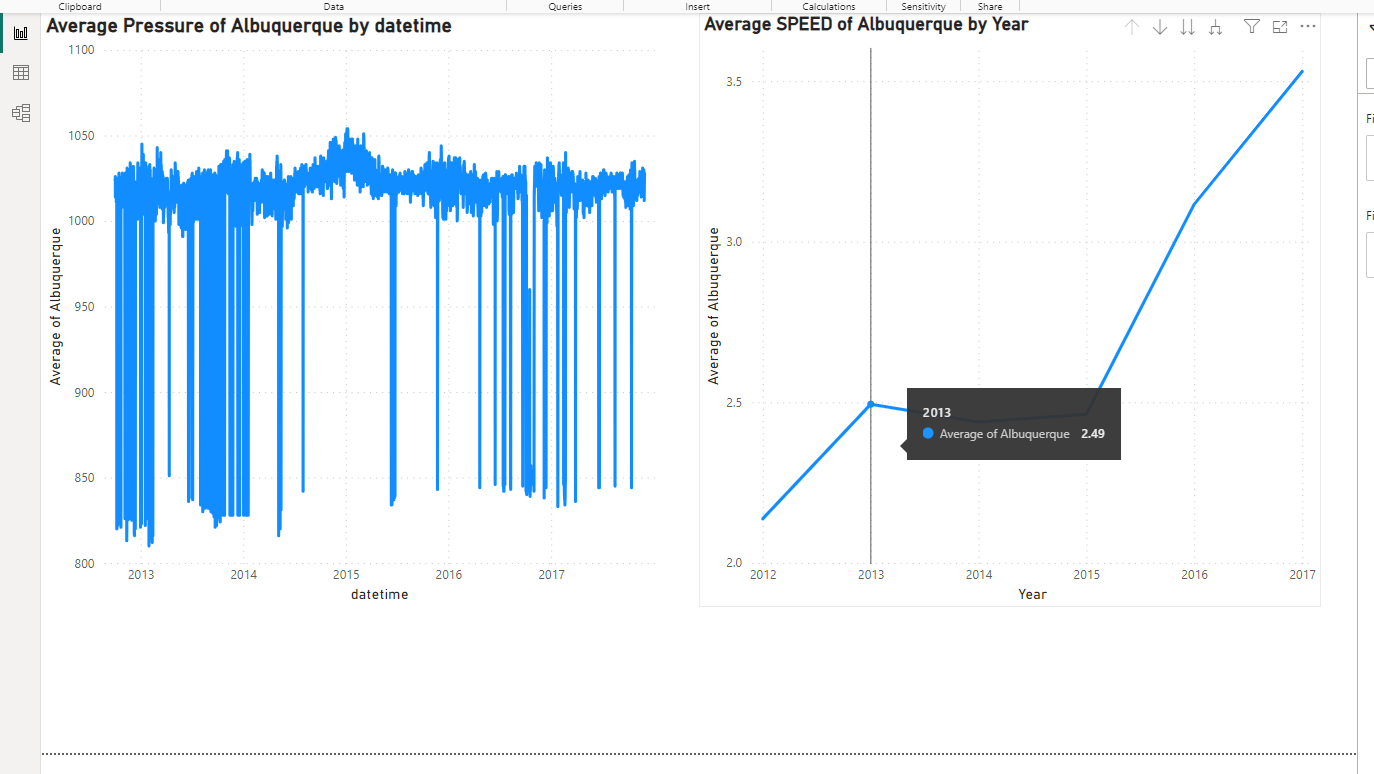 Clipboard Data Queries Insert Calculations Sensitivity Share
Average Pressure of Albuquerque by datetime
1100
1050
1000
950
900
850
800
Average of Albuquerque
2013 2014 2015 2016 2017
datetime
Average SPEED of Albuquerque by Year
3.5
3.0
2.5
2.0
Average of Albuquerque
2013
Average of Albuquerque 2.49
2012 2013 2014 2015 2016 2017
Year
Fi
Fi